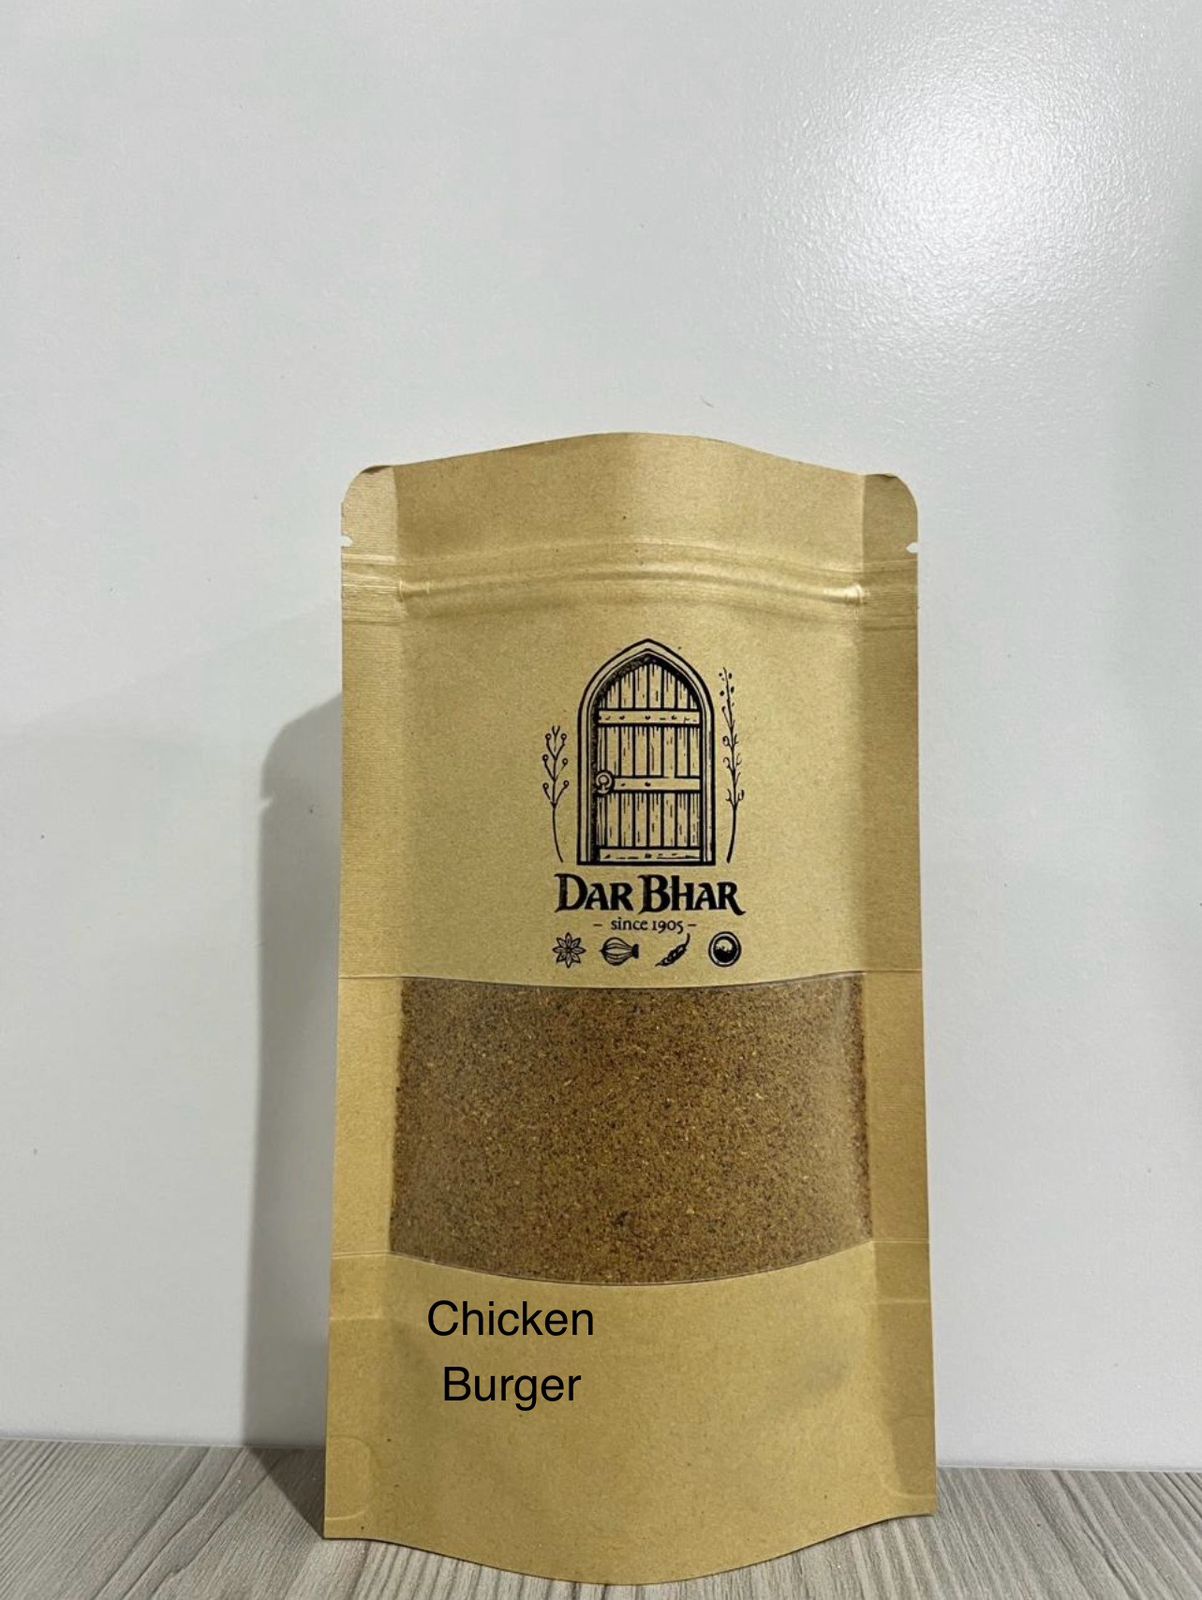 DAR BHAR
– since 1905 –
Chicken
Burger